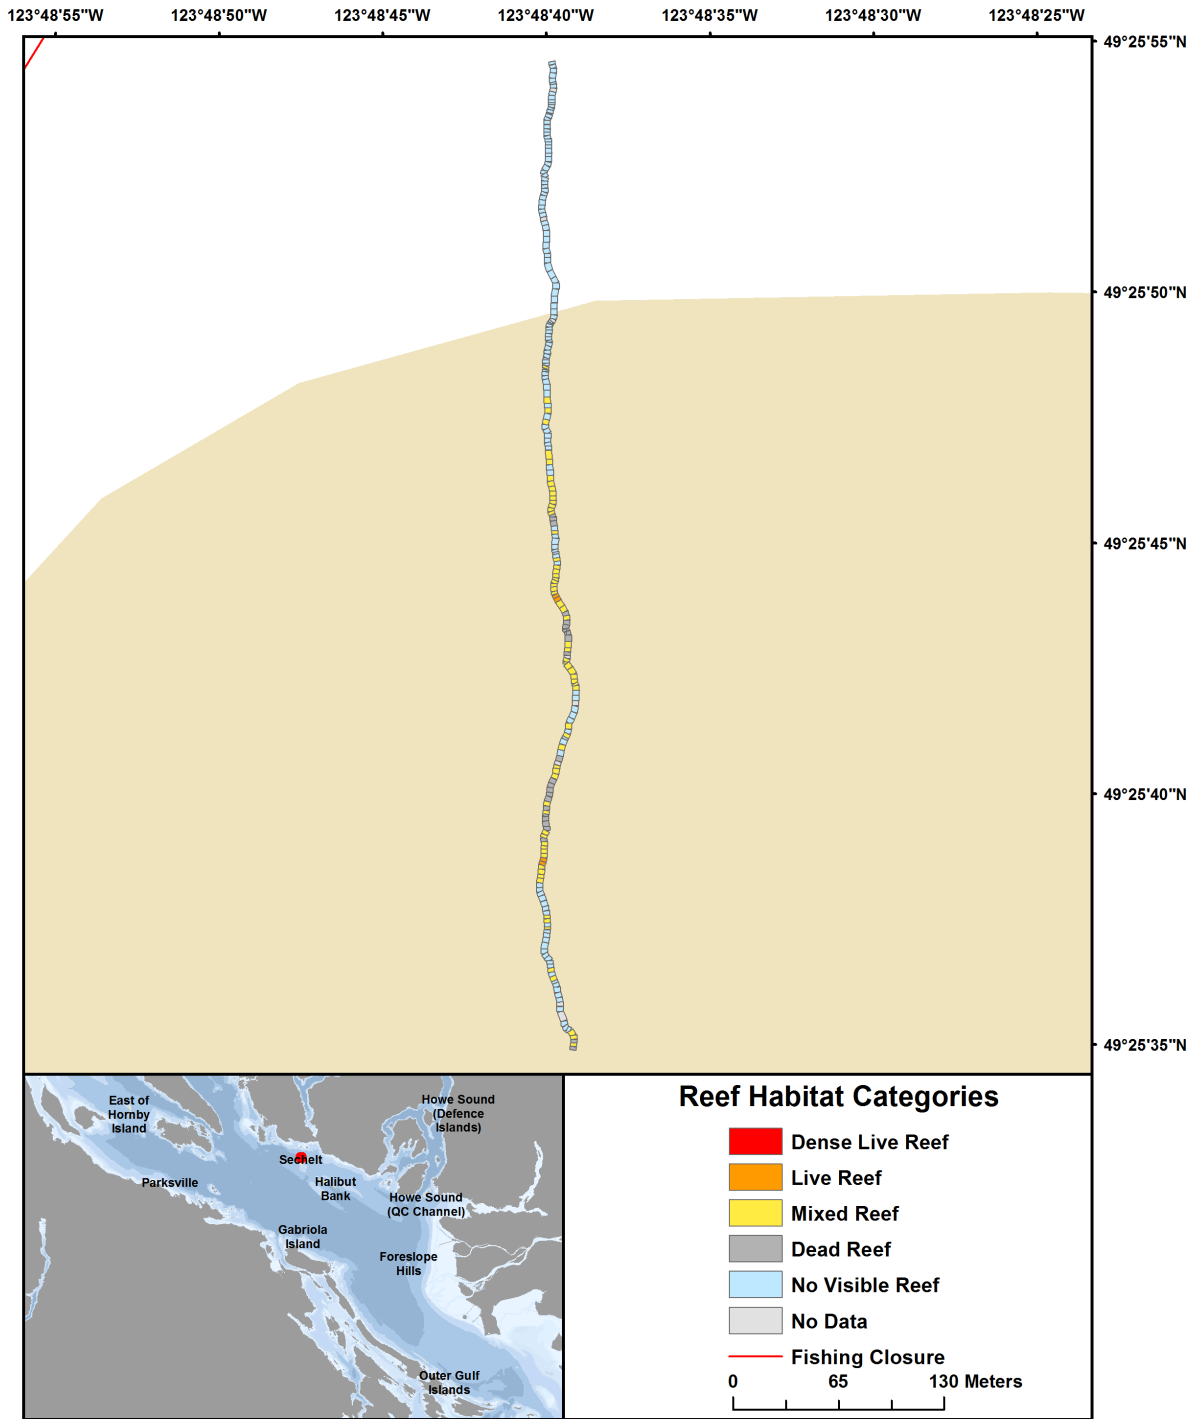 123°48'55"W 123°48'50"W 123°48'45"W 123°48'40"W 123°48'35"W 123°48'30"W 123°48'25"W
49°25'55"N
49°25'50"N
49°25'45"N
49°25'40"N
49°25'35"N
East of
Hornby
Island
Howe Sound
(Defence
Islands)
Sechelt
Parksville
Halibut
Bank
Howe Sound
(QC Channel)
Gabriola
Island
Foreslope
Hills
Outer Gulf
Islands
Reef Habitat Categories
Dense Live Reef
Live Reef
Mixed Reef
Dead Reef
No Visible Reef
No Data
Fishing Closure
0 65 130 Meters